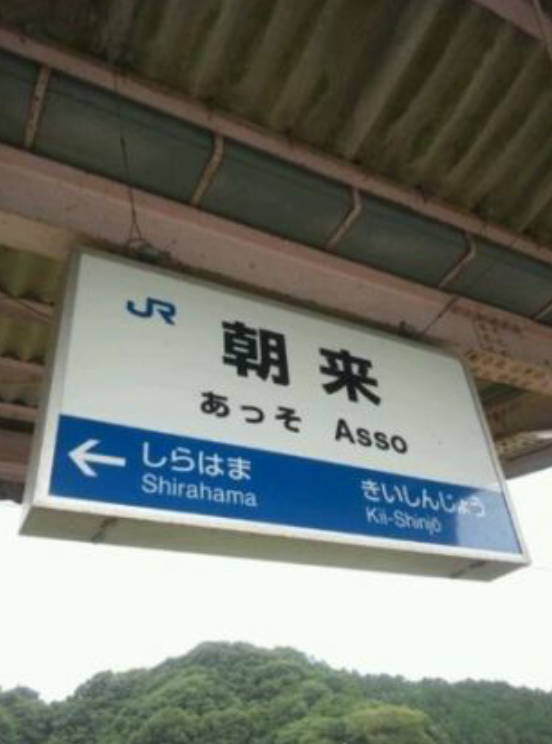 JR
朝来
あっそ Asso
← しらはま きいしんじょう
Shirahama Kii-Shinjō